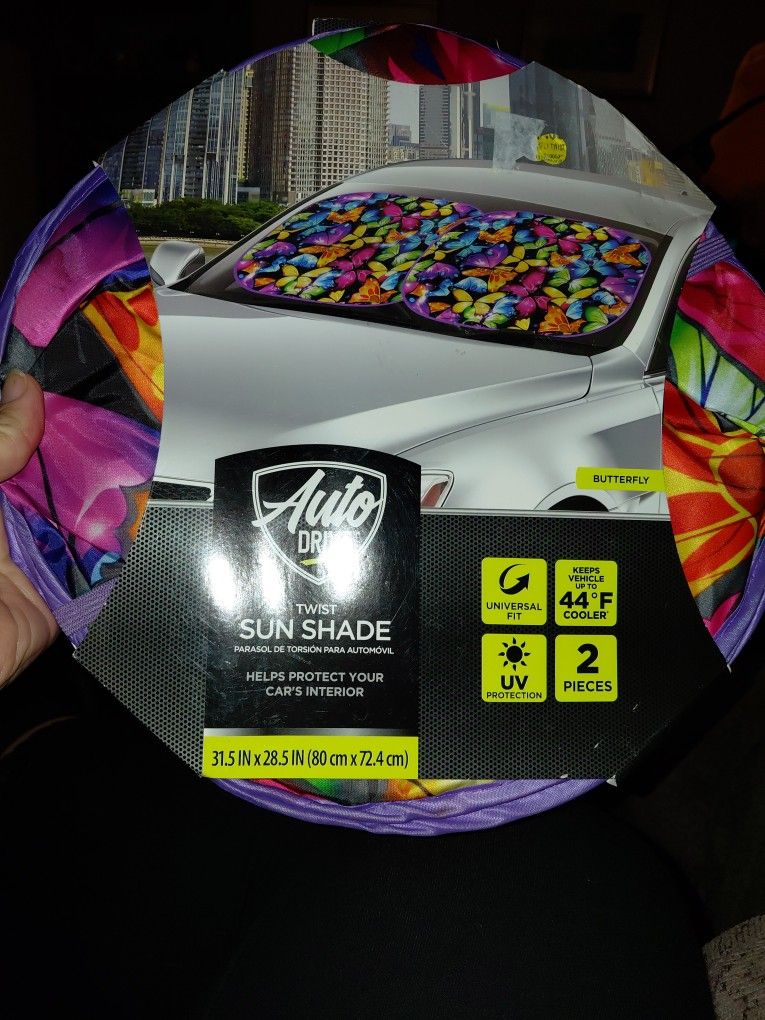 BUTTERFLY
Auto
DRIVE
TWIST
SUN SHADE
PARASOL DE TORSIÓN PARA AUTOMÓVIL
HELPS PROTECT YOUR
CAR'S INTERIOR
31.5 IN x 28.5 IN (80 cm x 72.4 cm)
UNIVERSAL
FIT
KEEPS
VEHICLE
UP TO
44°F
COOLER*
UV
PROTECTION
2
PIECES